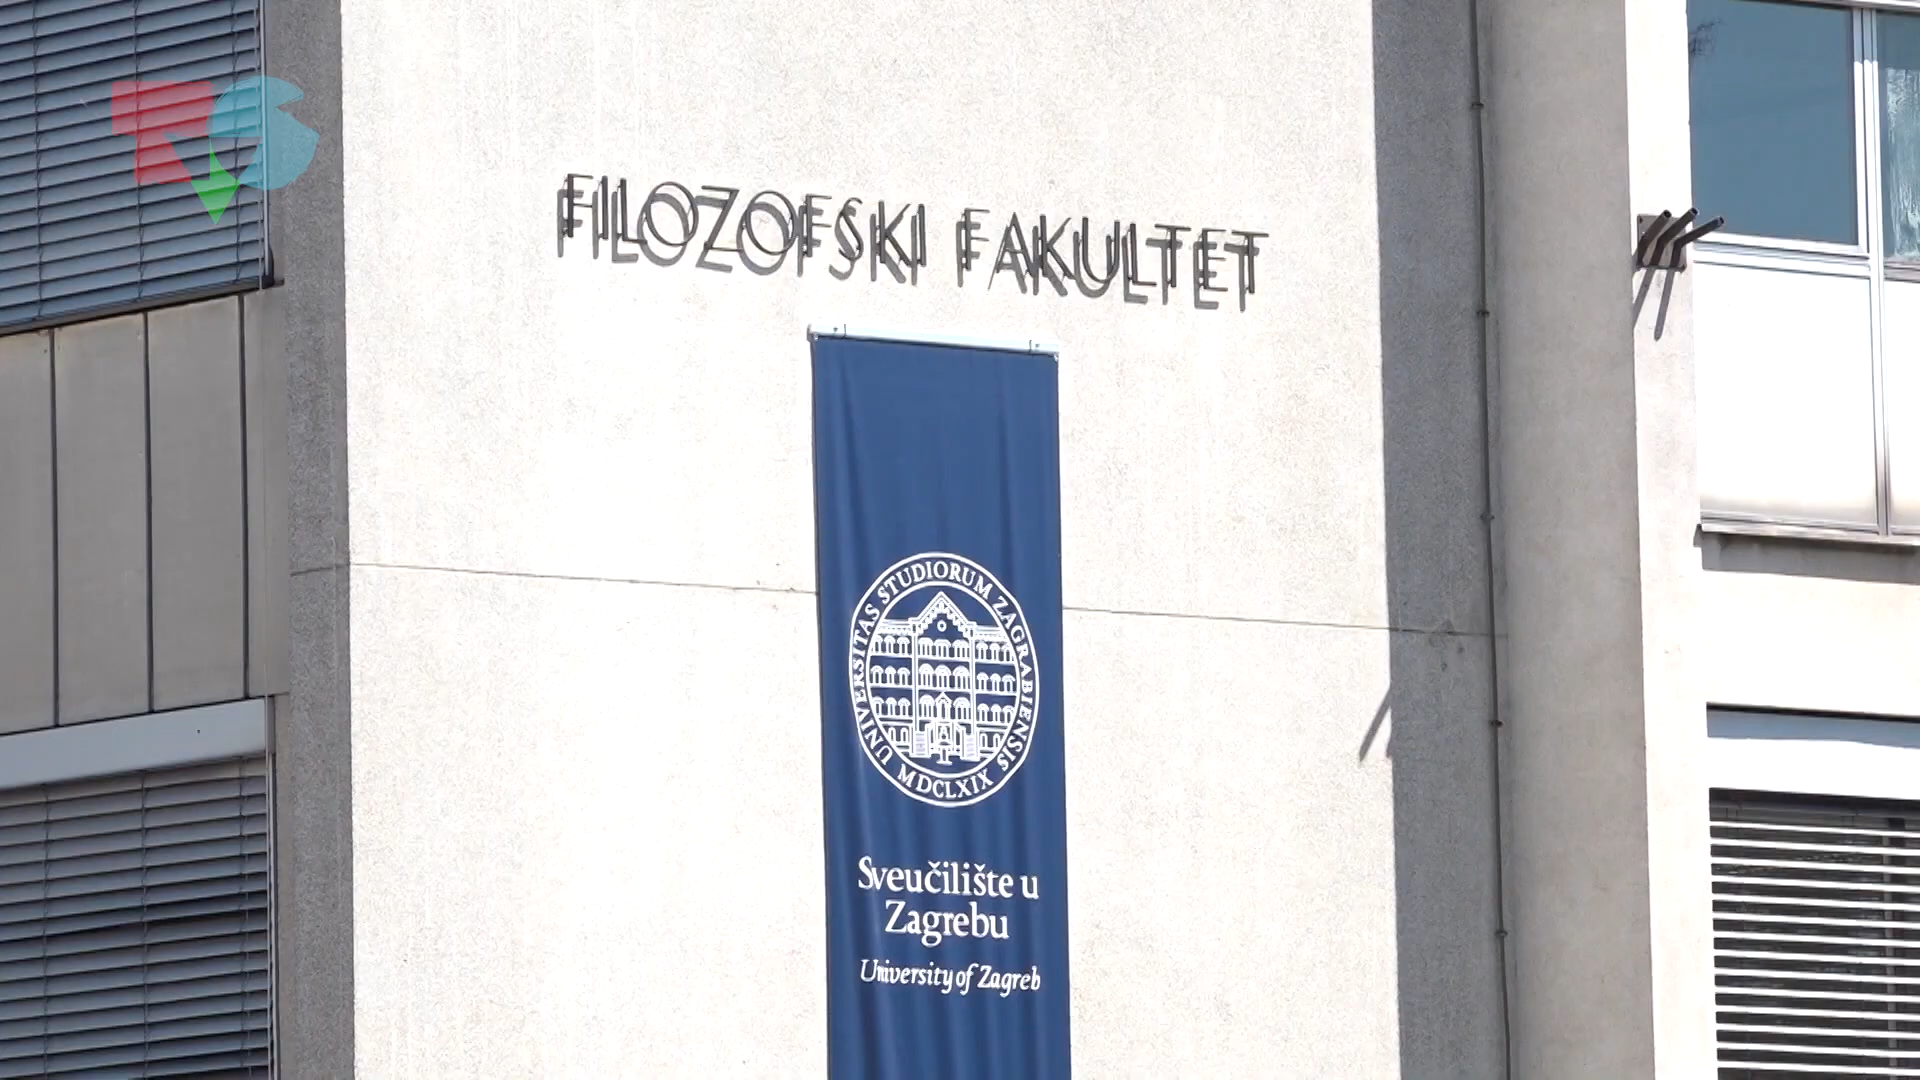 FILOZOFSKI FAKULTET
UNIVERSITAS STUDIORUM ZAGRABIENSIS
MDCLXIX
Sveučilište u
Zagrebu
University of Zagreb